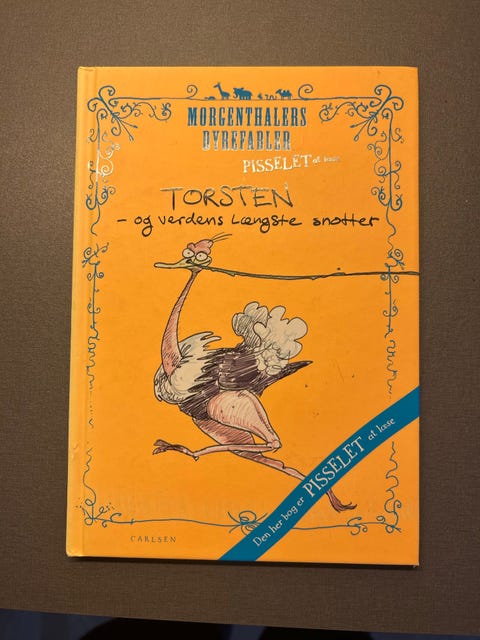 MORGENTHALERS
DYREFABLER
PISSELET at læse
TORSTEN
- og verdens længste snotter
Den her bog er PISSELET at læse
CARLSEN